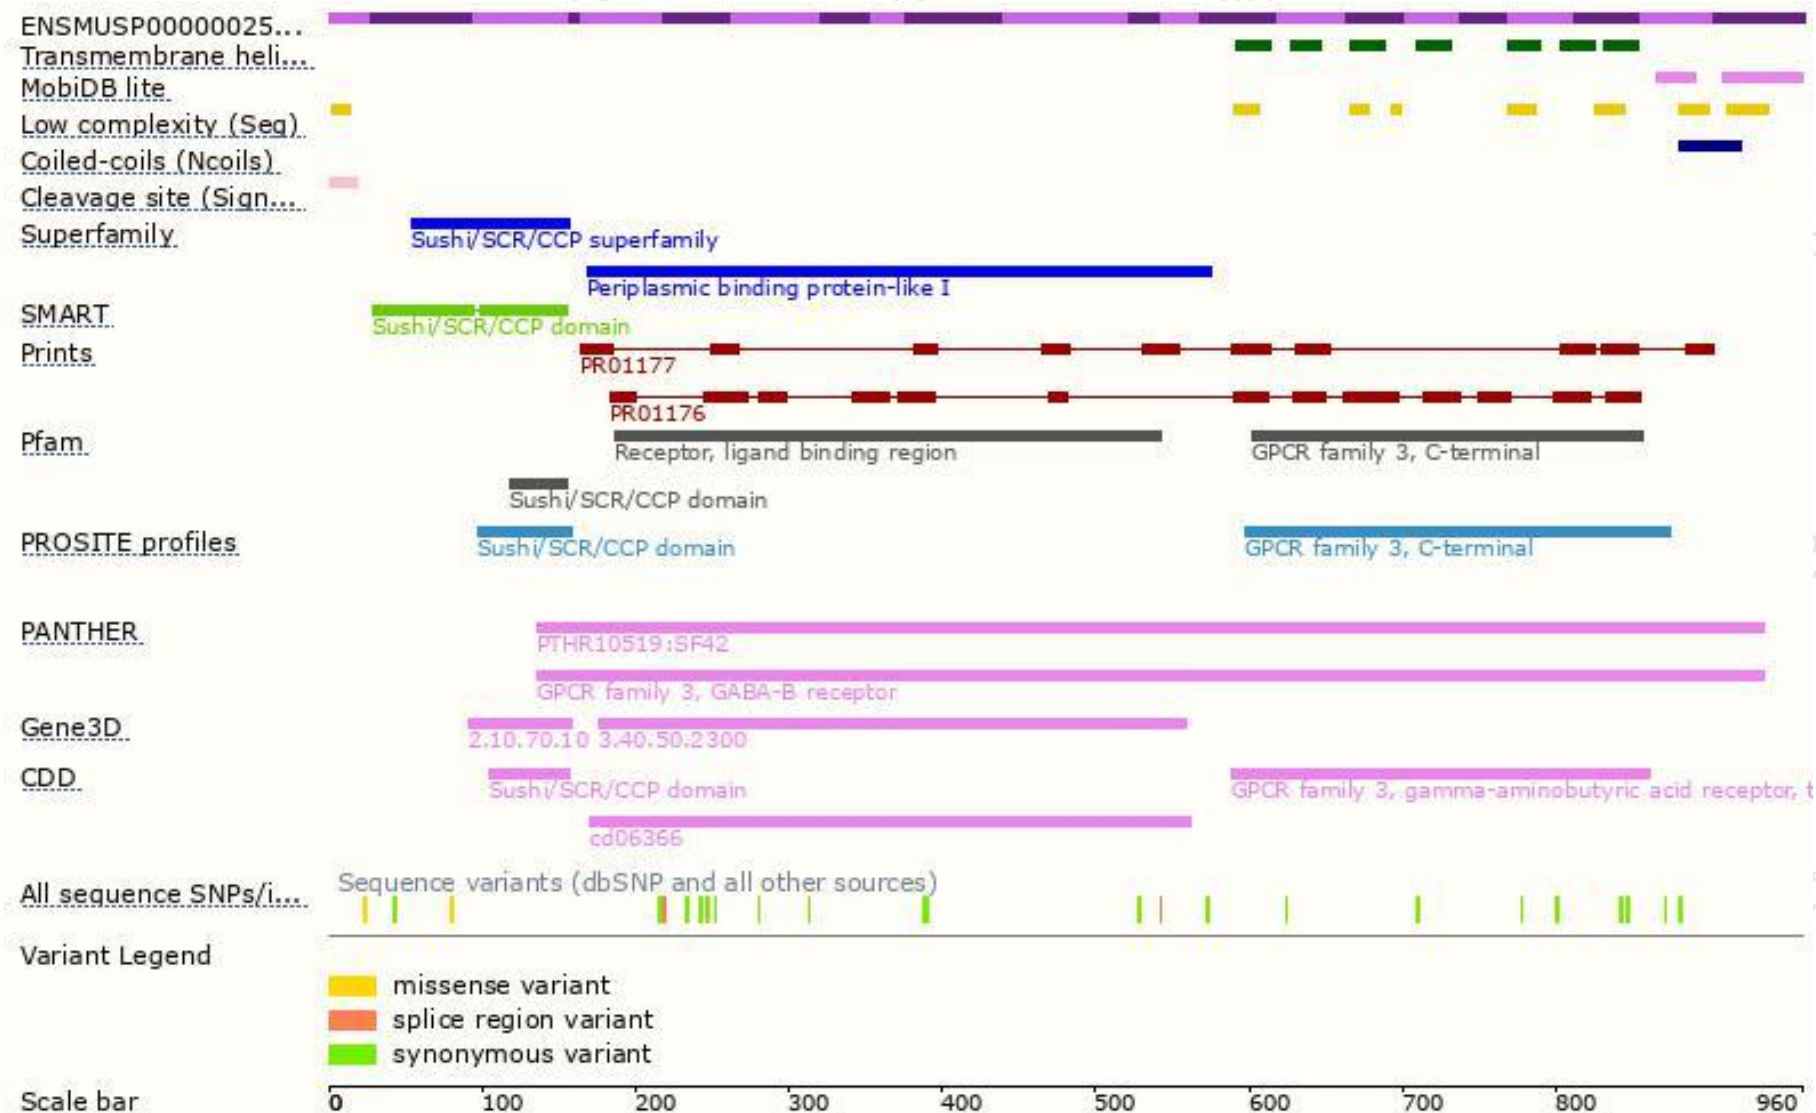 ENSMUSP00000025...
Transmembrane heli...
MobiDB lite
Low complexity (Seg)
Coiled-coils (Ncoils)
Cleavage site (Sign...
Superfamily
Sushi/SCR/CCP superfamily
Periplasmic binding protein-like I
SMART
Sushi/SCR/CCP domain
Prints
PR01177
PR01176
Pfam
Receptor, ligand binding region
GPCR family 3, C-terminal
Sushi/SCR/CCP domain
PROSITE profiles
Sushi/SCR/CCP domain
GPCR family 3, C-terminal
PANTHER
PTHR10519:SF42
GPCR family 3, GABA-B receptor
Gene3D
2.10.70.10 3.40.50.2300
CDD
Sushi/SCR/CCP domain
GPCR family 3, gamma-aminobutyric acid receptor, t
cd06366
Sequence variants (dbSNP and all other sources)
All sequence SNPs/i...
Variant Legend
missense variant
splice region variant
synonymous variant
Scale bar 0 100 200 300 400 500 600 700 800 960